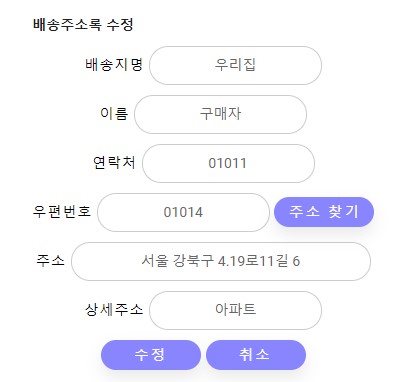 배송주소록 수정
배송지명 우리집
이름 구매자
연락처 01011
우편번호 01014 주소 찾기
주소 서울 강북구 4.19로11길 6
상세주소 아파트
수정 취소